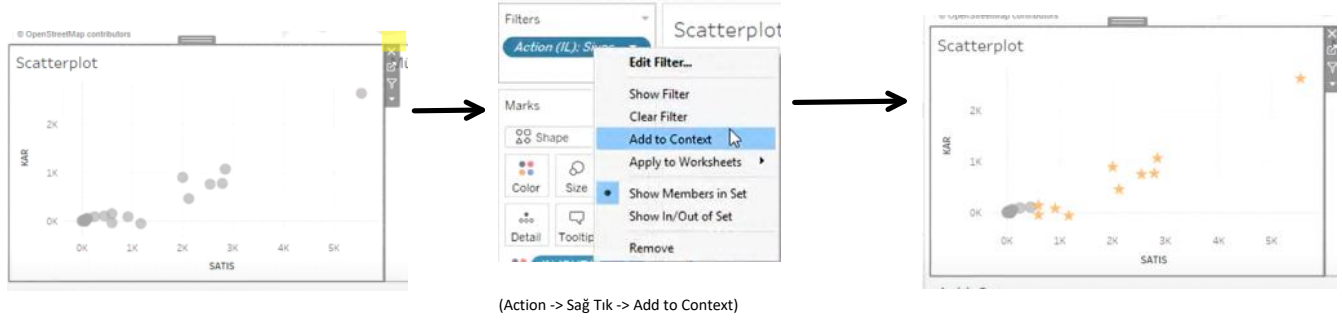 © OpenStreetMap contributors
Scatterplot
Mü
2K
1K
0K
KAR
0K 1K 2K 3K 4K 5K
SATIS
Filters
Action (IL): Sivas
Scatterplot
Edit Filter...
Show Filter
Clear Filter
Add to Context
Apply to Worksheets
Show Members in Set
Show In/Out of Set
Remove
Marks
Shape
Color Size
Detail Tooltip
(Action -> Sağ Tık -> Add to Context)
© OpenStreetMap contributors
Scatterplot
2K
1K
0K
KAR
0K 1K 2K 3K 4K 5K
SATIS